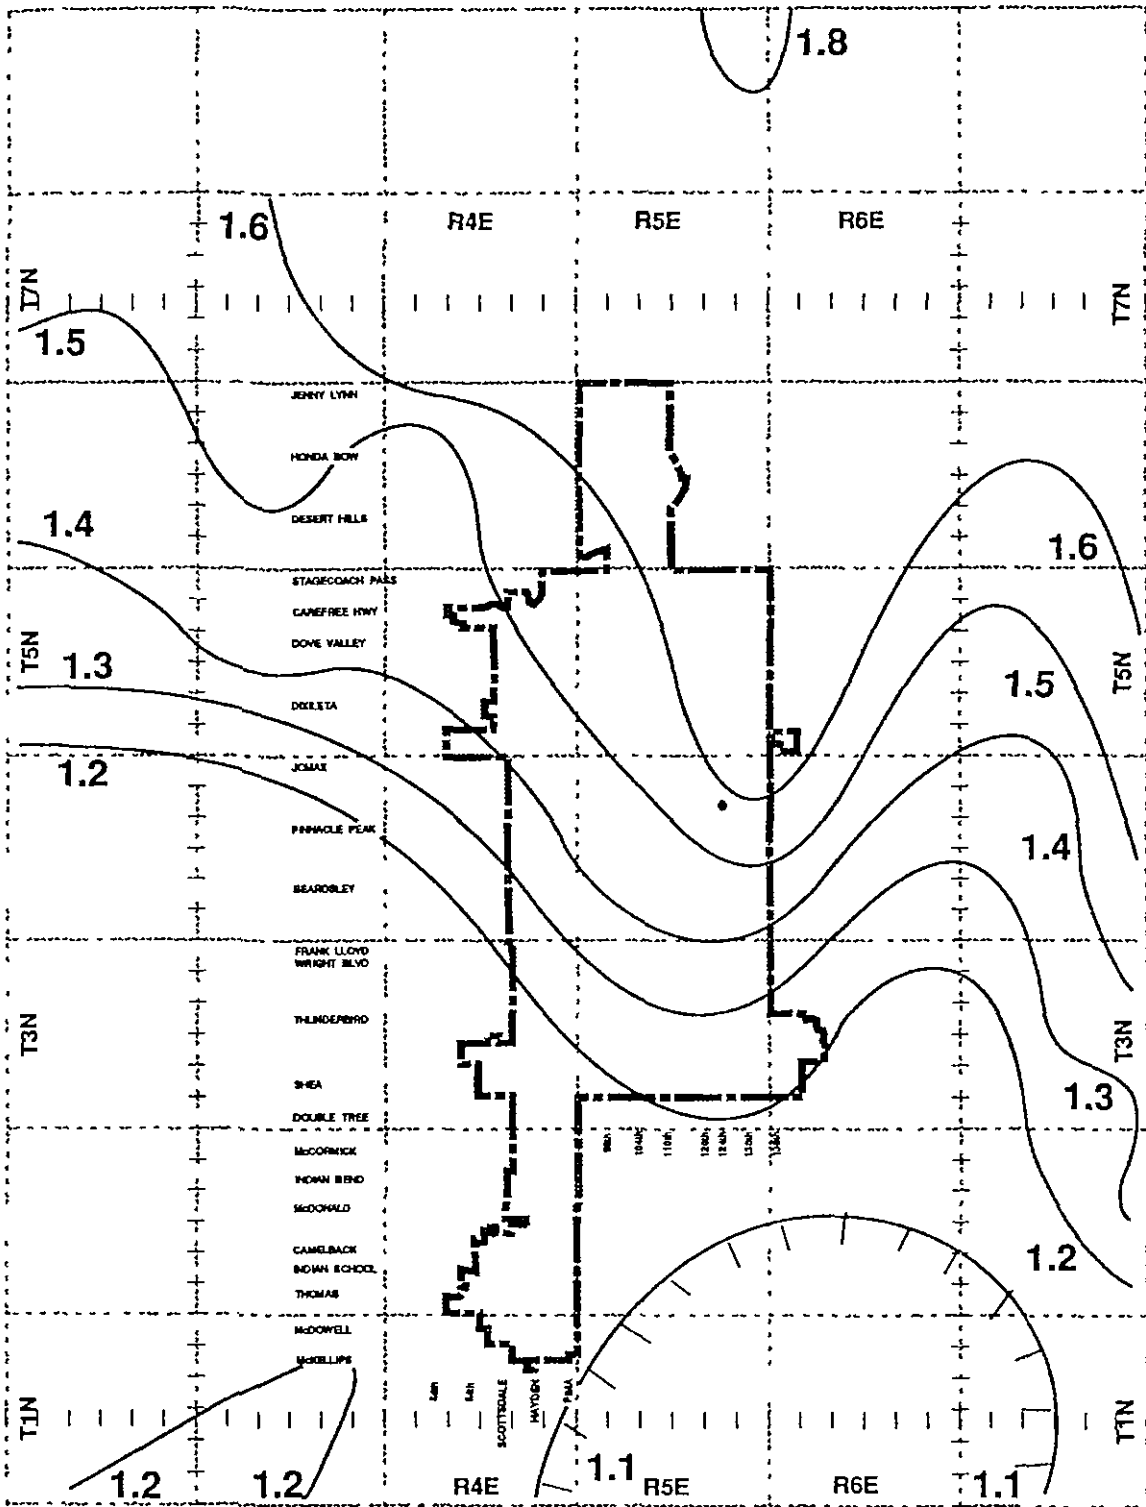 1.8
1.6
R4E R5E R6E
T7N T7N
1.5
JENNY LYNN
HONDA BOW
1.4
DESERT HILLS
1.6
STAGECOACH PASS
CAREFREE HWY
T5N DOVE VALLEY T5N
1.3
1.5
DIXILETA
1.2
JOMAX
PINNACLE PEAK
1.4
BEARDSLEY
FRANK LLOYD
WRIGHT BLVD
THUNDERBIRD
T3N T3N
SHEA
1.3
DOUBLE TREE
104th 110th 124th
McCORMICK
INDIAN BEND
McDONALD
CAMELBACK
1.2
INDIAN SCHOOL
THOMAS
McDOWELL
McKELLIPS
64th SCOTTSDALE HAYDEN PIMA
T1N T1N
1.2 1.2 1.1 1.1
R4E R5E R6E